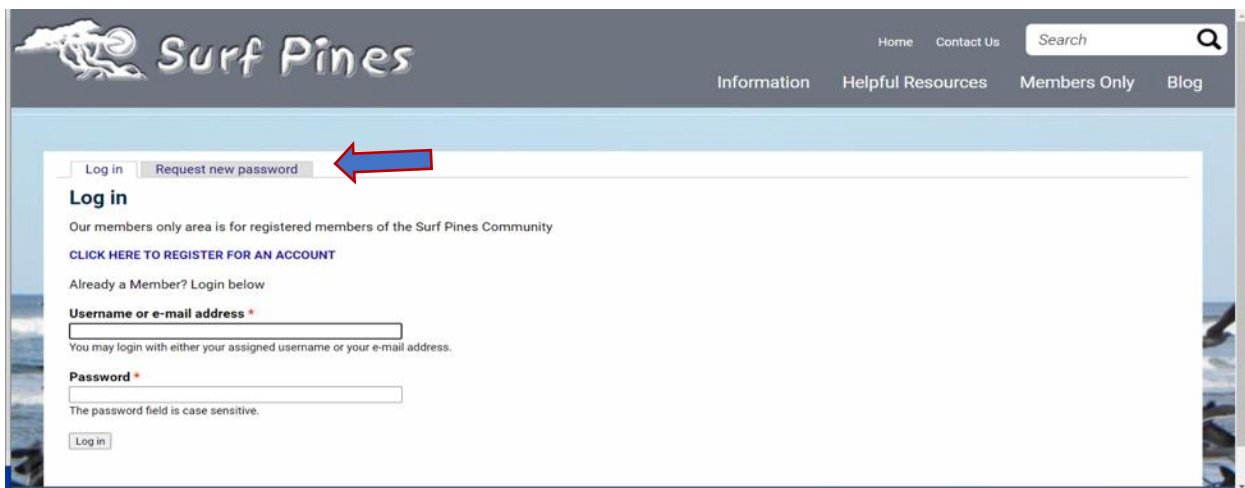 Surf Pines
Home Contact Us Search
Information Helpful Resources Members Only Blog
Log in Request new password
Log in
Our members only area is for registered members of the Surf Pines Community
CLICK HERE TO REGISTER FOR AN ACCOUNT
Already a Member? Login below
Username or e-mail address *
You may login with either your assigned username or your e-mail address.
Password *
The password field is case sensitive.
Log in